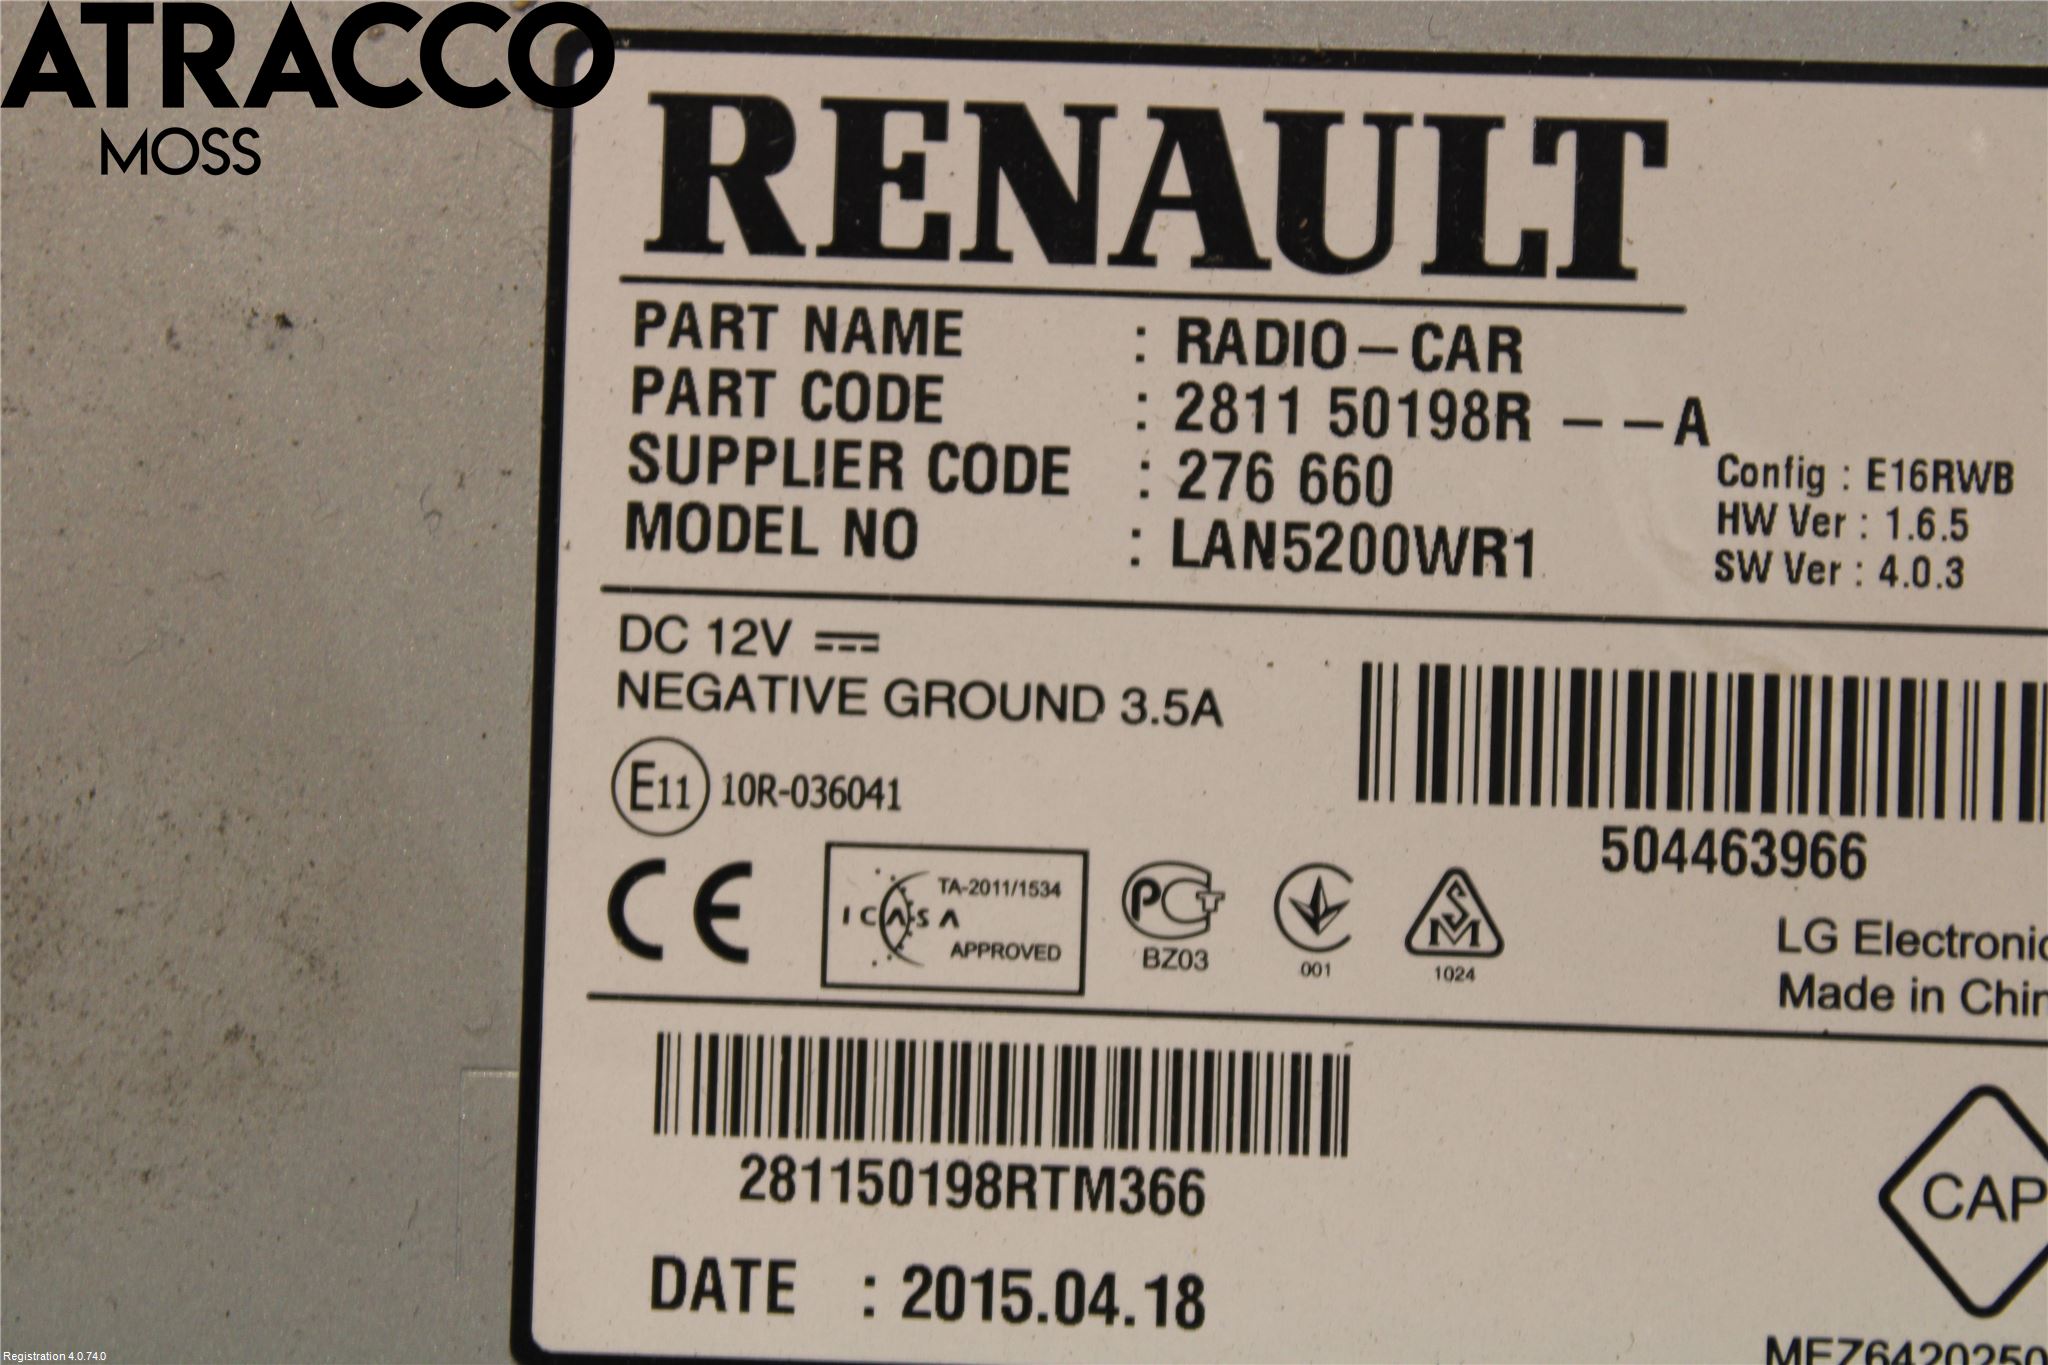 ATRACCO
MOSS
RENAULT
PART NAME : RADIO-CAR
PART CODE : 2811 50198R - - A
SUPPLIER CODE : 276 660
MODEL NO : LAN5200WR1
Config : E16RWB
HW Ver : 1.6.5
SW Ver : 4.0.3
DC 12V
NEGATIVE GROUND 3.5A
E11 10R-036041
504463966
CE
TA-2011/1534
ICASA
APPROVED
BZ03
001
SM
1024
LG Electronic
Made in Chin
281150198RTM366
CAP
DATE : 2015.04.18
MEZ6420250
Registration 4.0.74.0